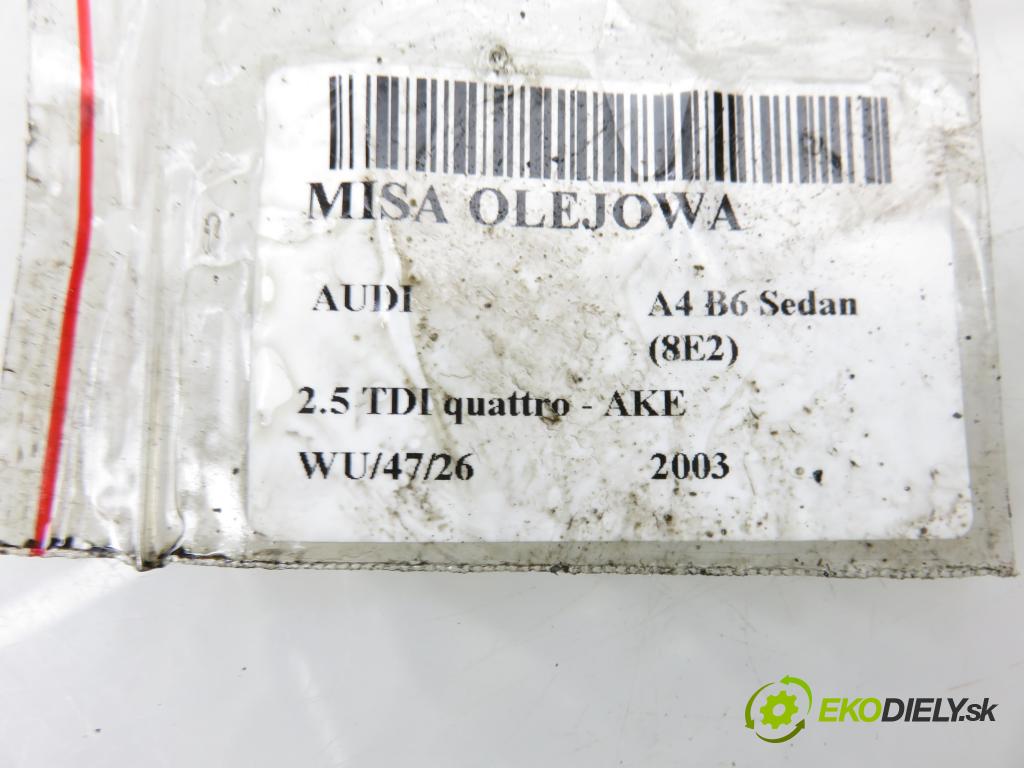 MISA OLEJOWA
AUDI A4 B6 Sedan
(8E2)
2.5 TDI quattro - AKE
WU/47/26 2003
EKODIELY.sk